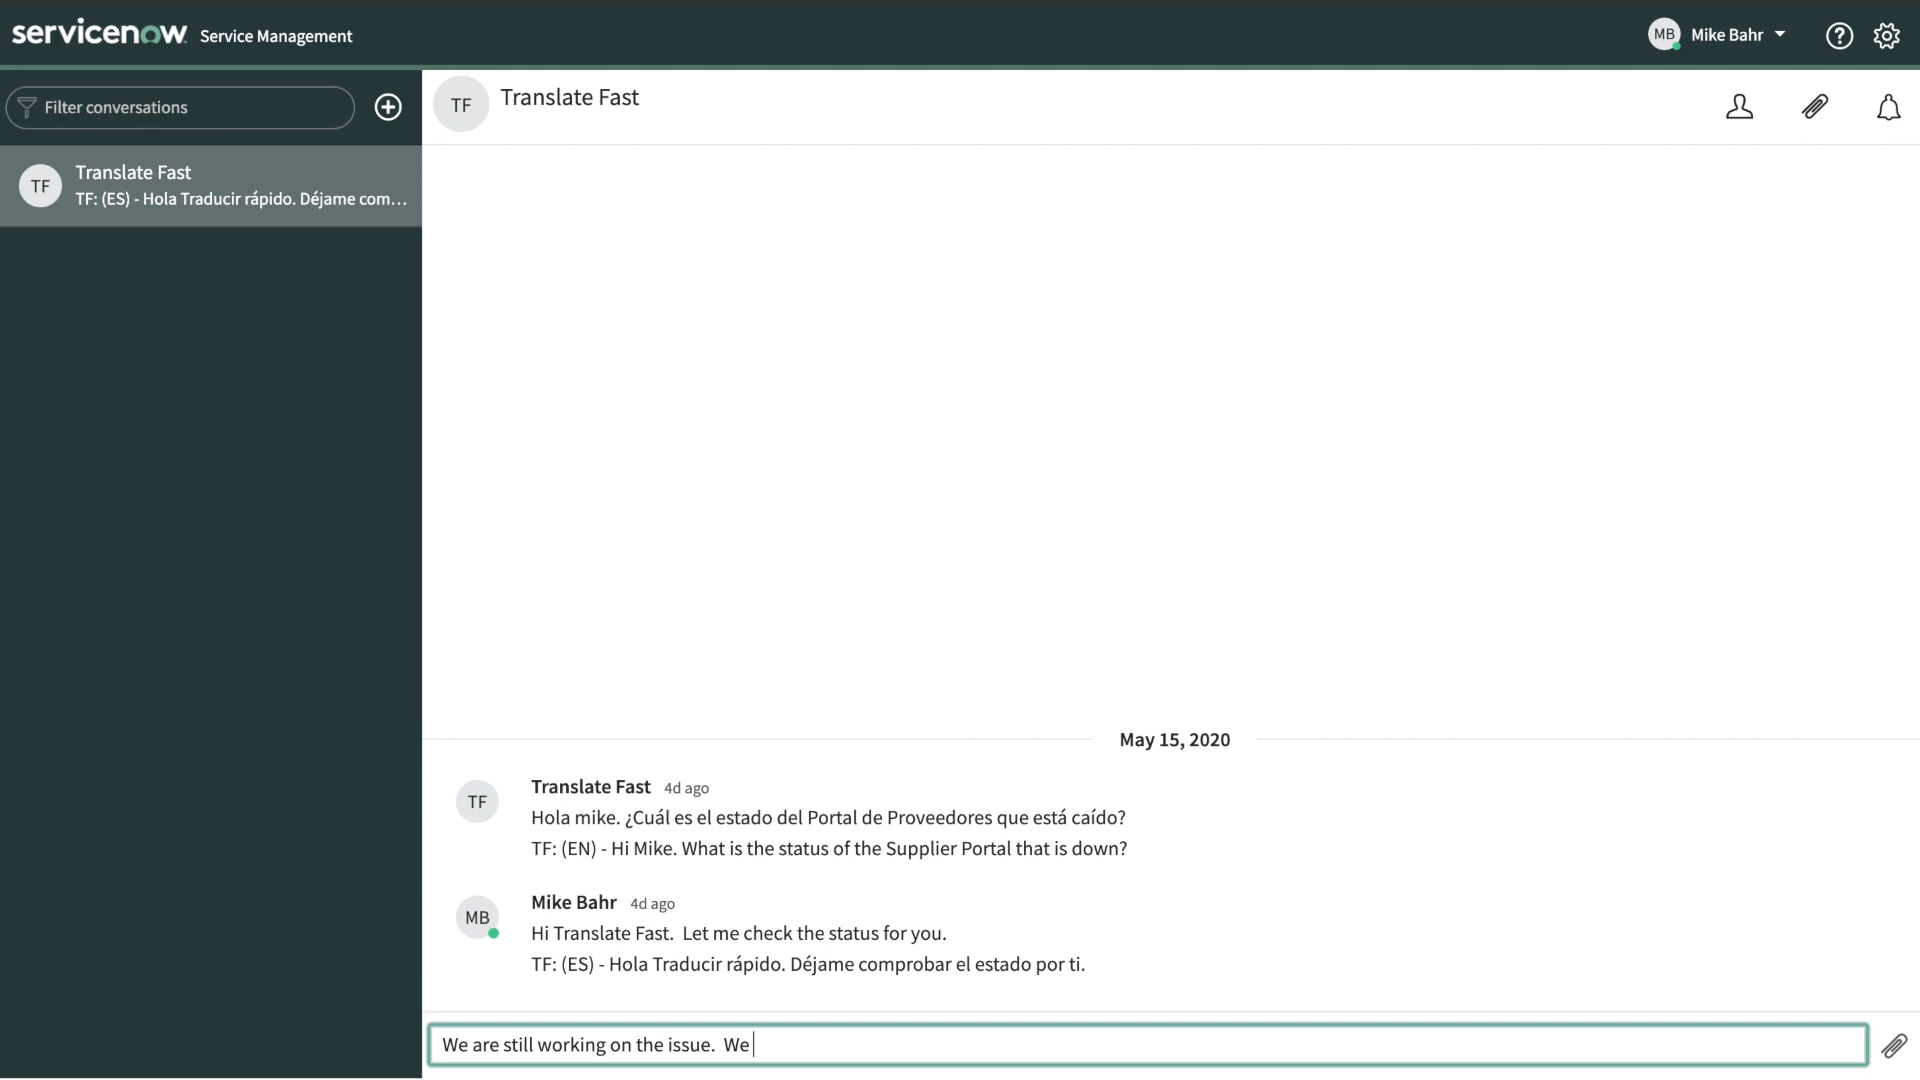 servicenow Service Management
MB Mike Bahr
Filter conversations
TF Translate Fast
TF: (ES) - Hola Traducir rápido. Déjame com...
TF Translate Fast
May 15, 2020
TF Translate Fast 4d ago
Hola mike. ¿Cuál es el estado del Portal de Proveedores que está caído?
TF: (EN) - Hi Mike. What is the status of the Supplier Portal that is down?
MB Mike Bahr 4d ago
Hi Translate Fast.  Let me check the status for you.
TF: (ES) - Hola Traducir rápido. Déjame comprobar el estado por ti.
We are still working on the issue.  We